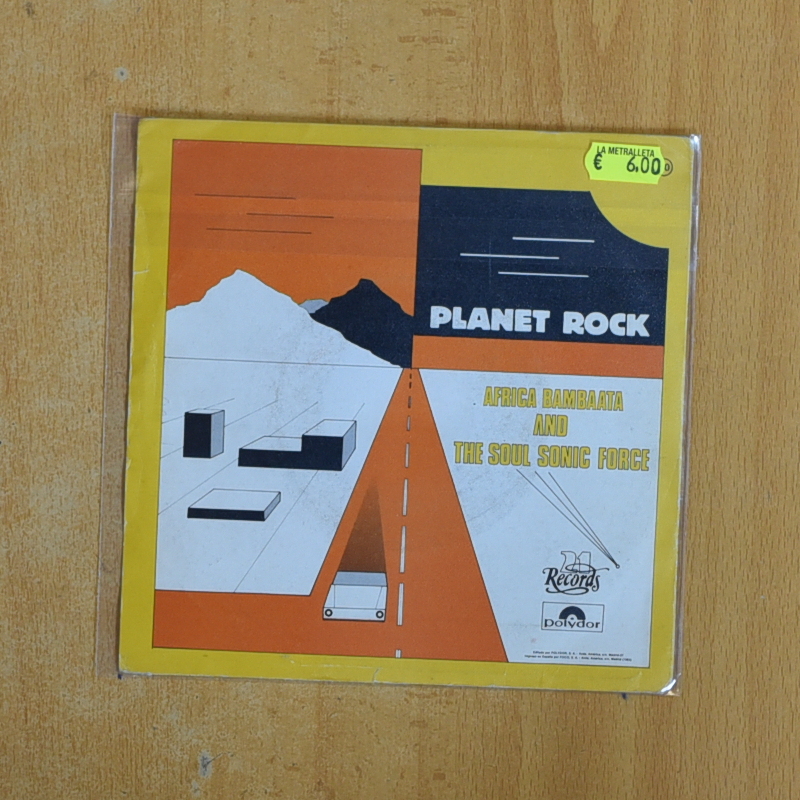 LA METRALLETA
€ 6,00
PLANET ROCK
AFRICA BAMBAATA
AND
THE SOUL SONIC FORCE
21
Records
polydor